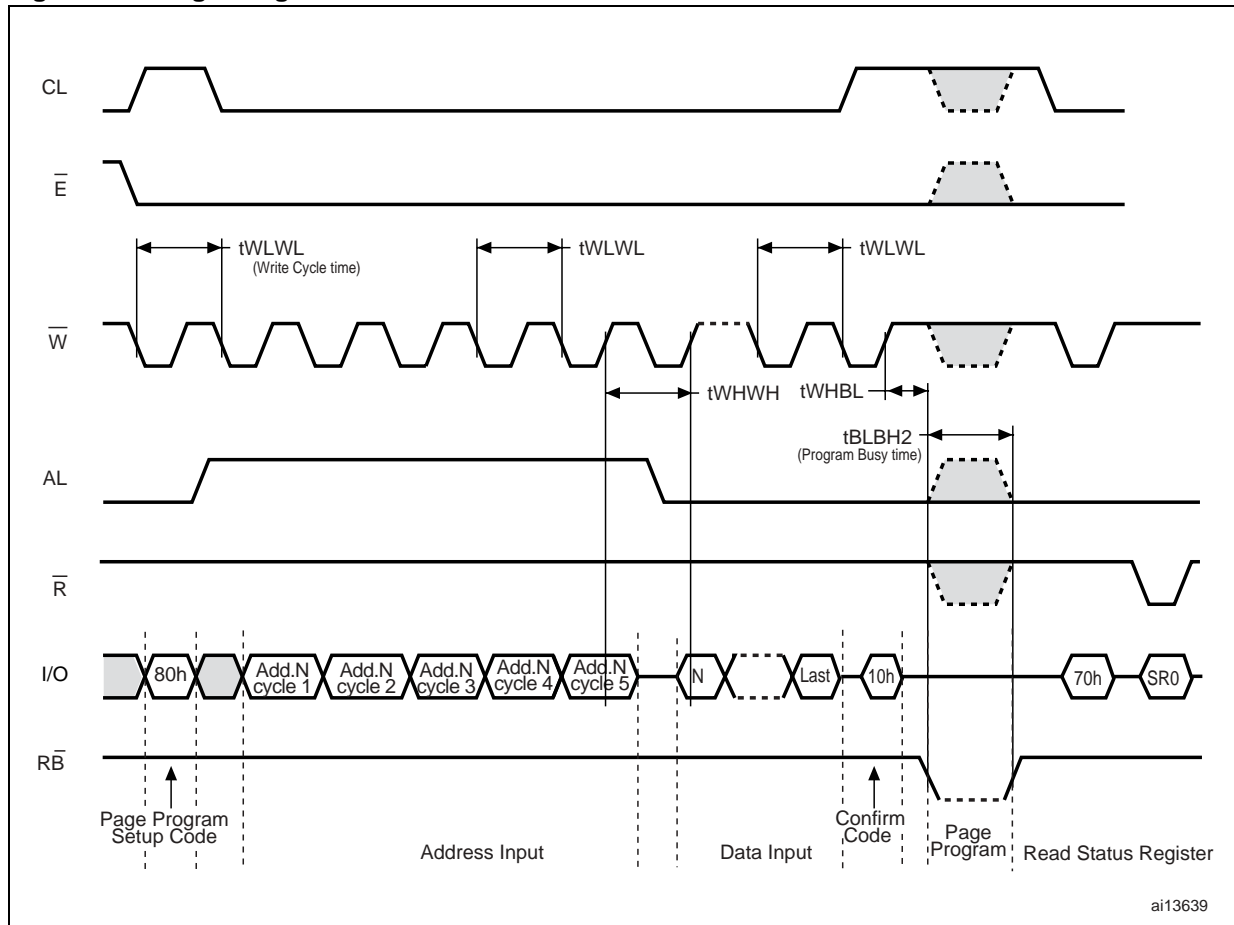 CL
E
tWLWL
(Write Cycle time)
tWLWL
tWLWL
W
tWHWH
tWHBL
tBLBH2
(Program Busy time)
AL
R
I/O
80h
Add.N
cycle 1
Add.N
cycle 2
Add.N
cycle 3
Add.N
cycle 4
Add.N
cycle 5
N
Last
10h
70h
SR0
RB
Page Program
Setup Code
Address Input
Data Input
Confirm
Code
Page
Program
Read Status Register
ai13639